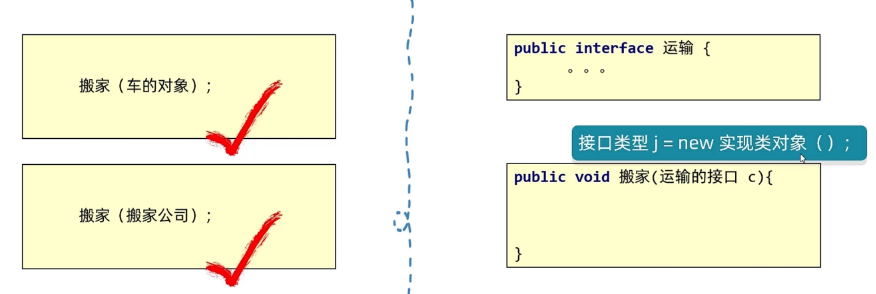 搬家（车的对象）;
搬家（搬家公司）;
public interface 运输 {
。。。
}
接口类型 j = new 实现类对象（）;
public void 搬家(运输的接口 c){
}